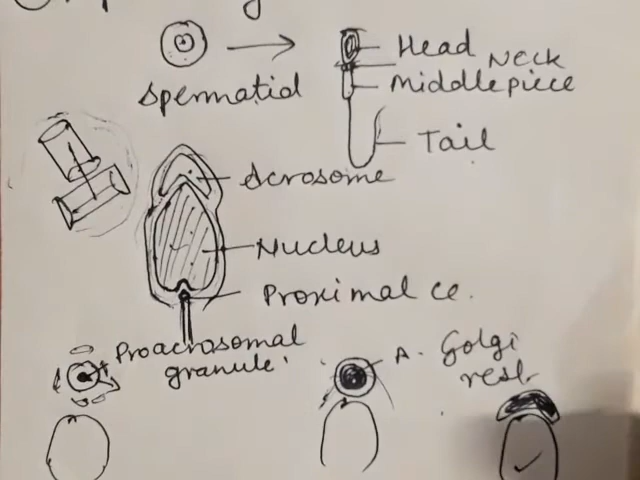 Head
Neck
Spermatid
Middlepiece
Tail
Acrosome
Nucleus
Proximal ce.
Proacrosomal
granule
A. Golgi
rest